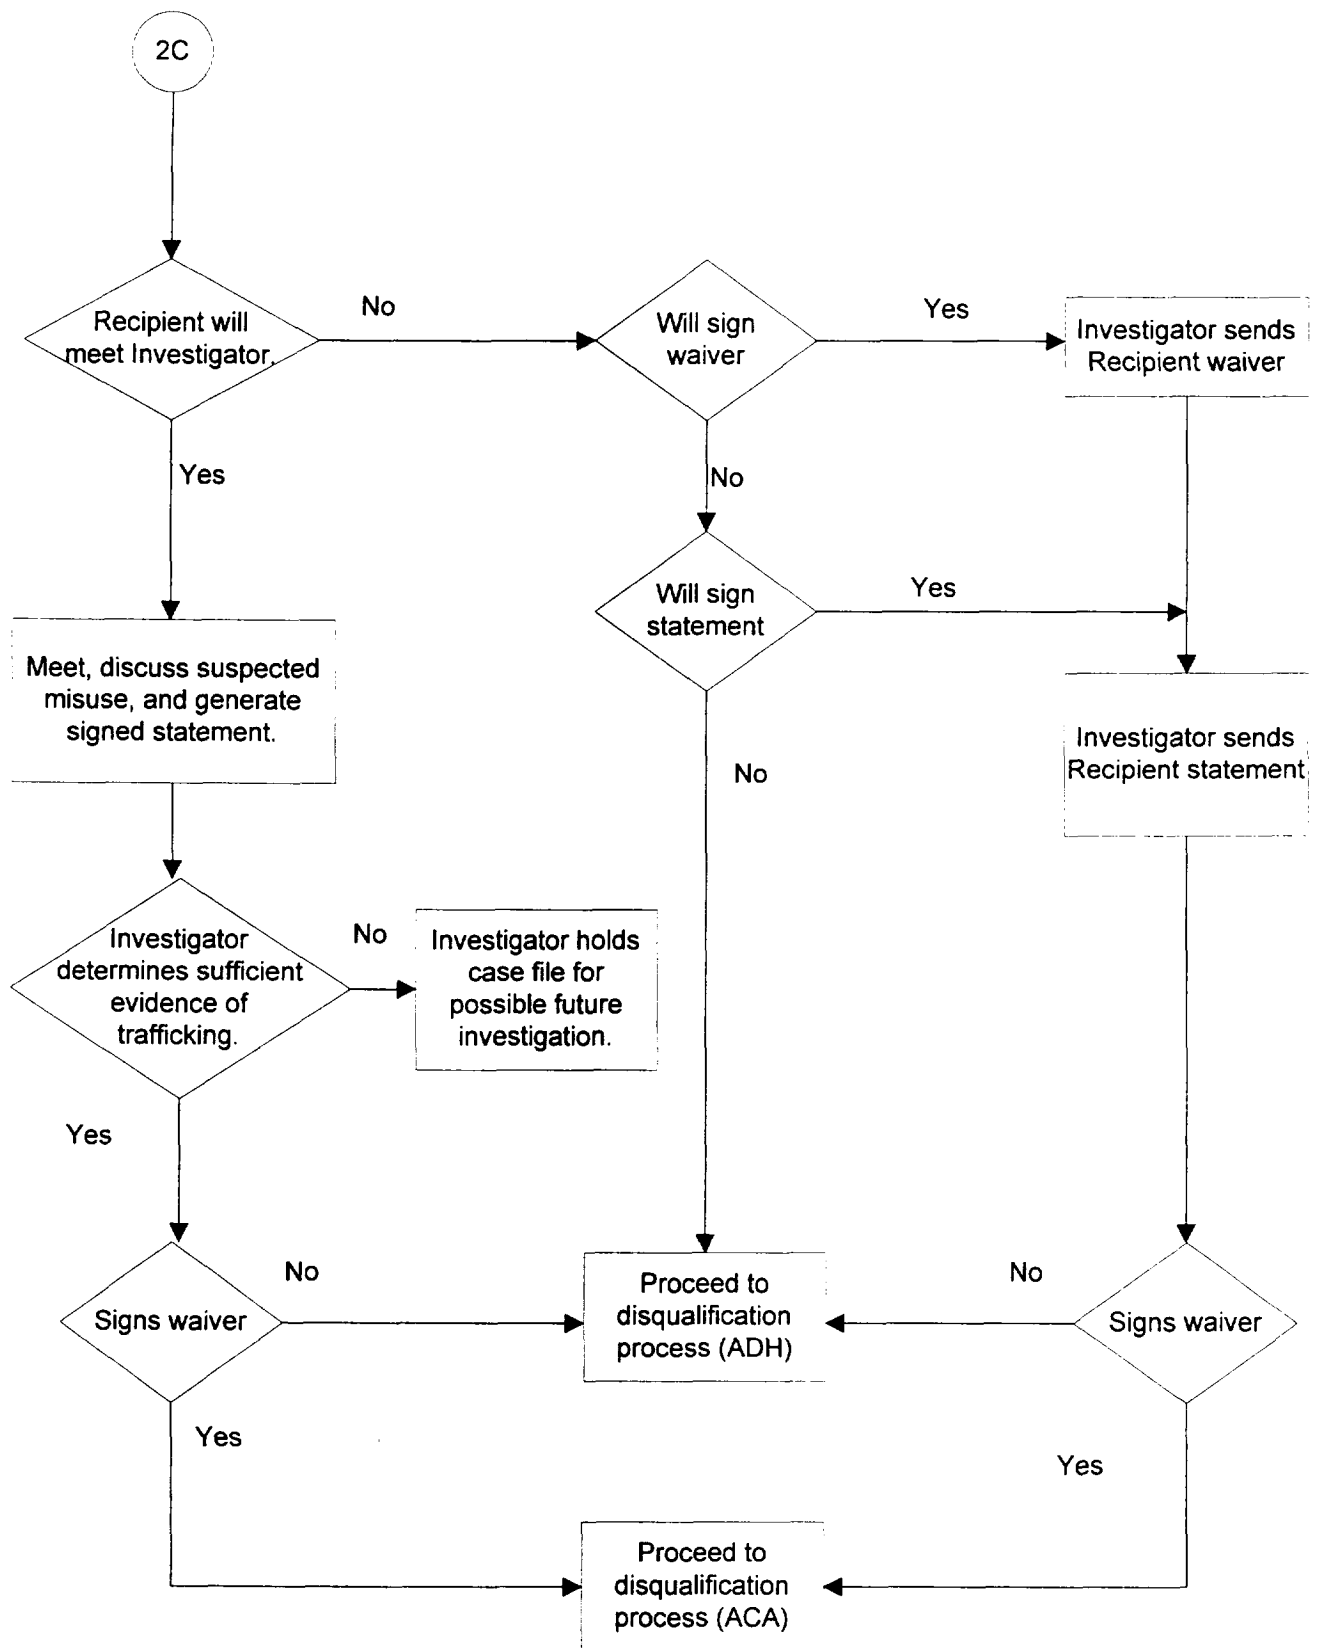 2C
Recipient will
meet Investigator.
No
Will sign
waiver
Yes
Investigator sends
Recipient waiver
Yes
No
Will sign
statement
Yes
Meet, discuss suspected
misuse, and generate
signed statement.
No
Investigator sends
Recipient statement
Investigator
determines sufficient
evidence of
trafficking.
No
Investigator holds
case file for
possible future
investigation.
Yes
Signs waiver
No
Proceed to
disqualification
process (ADH)
No
Signs waiver
Yes
Yes
Proceed to
disqualification
process (ACA)